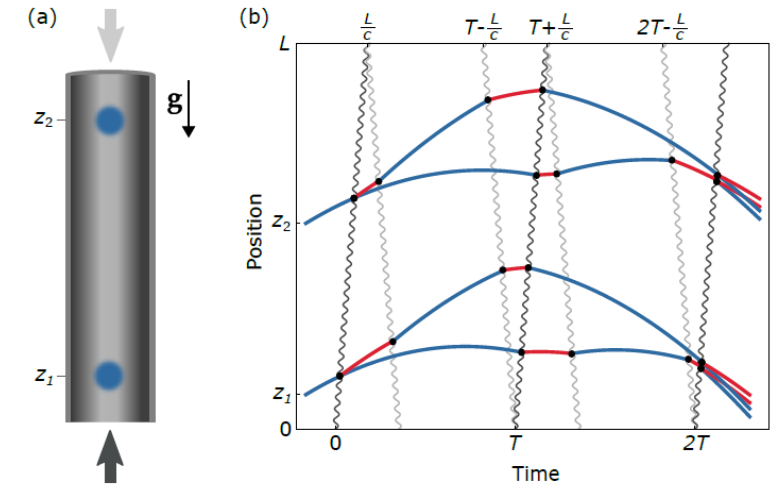 (a)
z2
g
z1
(b)
L/c T-L/c T+L/c 2T-L/c
L
Position
z2
z1
0
0 T 2T
Time